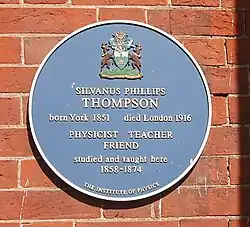 SILVANUS PHILLIPS
THOMPSON
born York 1851 died London 1916
PHYSICIST TEACHER
FRIEND
studied and taught here
1858-1874
THE INSTITUTE OF PHYSICS